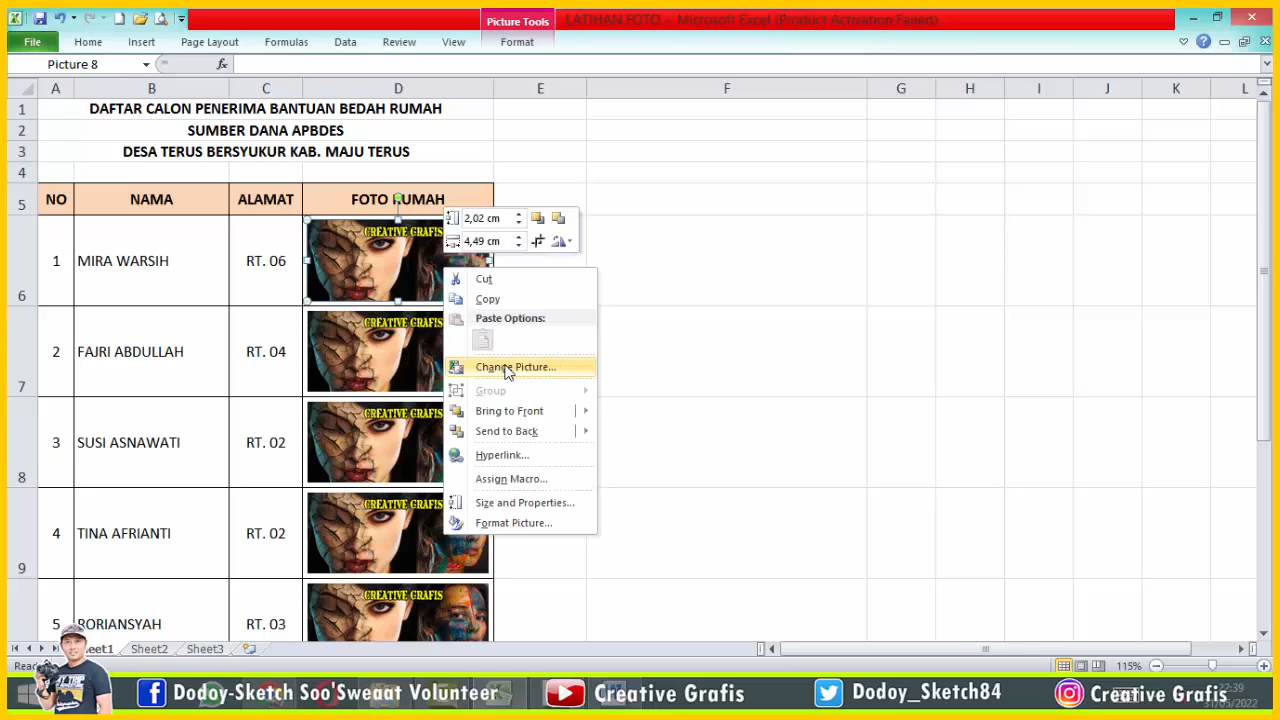 Picture Tools
LATIHAN FOTO - Microsoft Excel (Product Activation Failed)
File Home Insert Page Layout Formulas Data Review View Format
Picture 8 fx
A B C D E F G H I J K L
1 DAFTAR CALON PENERIMA BANTUAN BEDAH RUMAH
2 SUMBER DANA APBDES
3 DESA TERUS BERSYUKUR KAB. MAJU TERUS
4
5 NO NAMA ALAMAT FOTO RUMAH
2,02 cm
4,49 cm
6 1 MIRA WARSIH RT. 06 CREATIVE GRAFIS
7 2 FAJRI ABDULLAH RT. 04 CREATIVE GRAFIS
8 3 SUSI ASNAWATI RT. 02 CREATIVE GRAFIS
9 4 TINA AFRIANTI RT. 02 CREATIVE GRAFIS
5 RORIANSYAH RT. 03 CREATIVE GRAFIS
Cut
Copy
Paste Options:
Change Picture...
Group
Bring to Front
Send to Back
Hyperlink...
Assign Macro...
Size and Properties...
Format Picture...
Sheet2 Sheet3
115%
Dodoy-Sketch Soo'Sweaat Volunteer Creative Grafis Dodoy_Sketch84 Creative Grafis
22:39
31/05/2022